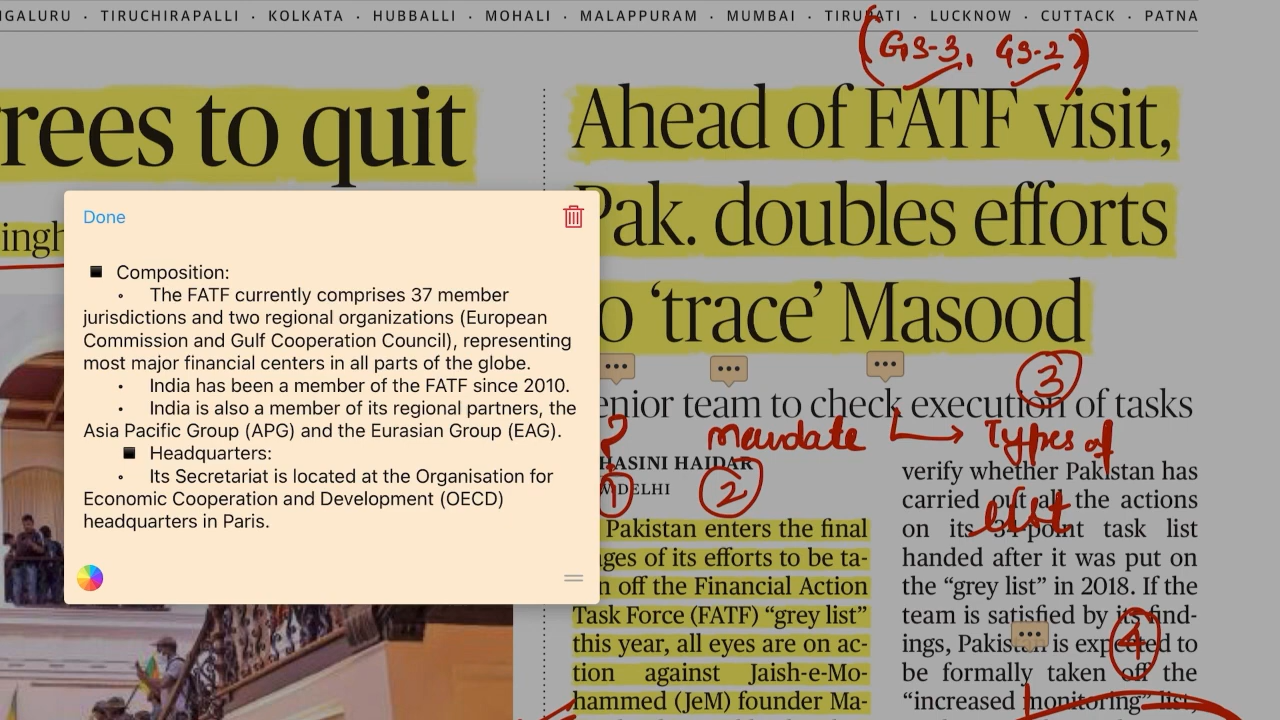 NGALURU · TIRUCHIRAPALLI · KOLKATA · HUBBALLI · MOHALI · MALAPPURAM · MUMBAI · TIRUPATI · LUCKNOW · CUTTACK · PATNA
(GS-3, GS-2)
rees to quit
ingh
Done
■ Composition:
◦ The FATF currently comprises 37 member
jurisdictions and two regional organizations (European
Commission and Gulf Cooperation Council), representing
most major financial centers in all parts of the globe.
· India has been a member of the FATF since 2010.
· India is also a member of its regional partners, the
Asia Pacific Group (APG) and the Eurasian Group (EAG).
■ Headquarters:
◦ Its Secretariat is located at the Organisation for
Economic Cooperation and Development (OECD)
headquarters in Paris.
Ahead of FATF visit,
Pak. doubles efforts
o ‘trace’ Masood
enior team to check execution of tasks
?
1
mandate
2
3
Types of
list
4
HASINI HAIDAR
W DELHI
Pakistan enters the final
ges of its efforts to be ta-
n off the Financial Action
Task Force (FATF) “grey list”
this year, all eyes are on ac-
tion against Jaish-e-Mo-
hammed (JeM) founder Ma-
verify whether Pakistan has
carried out all the actions
on its 34-point task list
handed after it was put on
the “grey list” in 2018. If the
team is satisfied by its find-
ings, Pakistan is expected to
be formally taken off the
“increased monitoring” list,